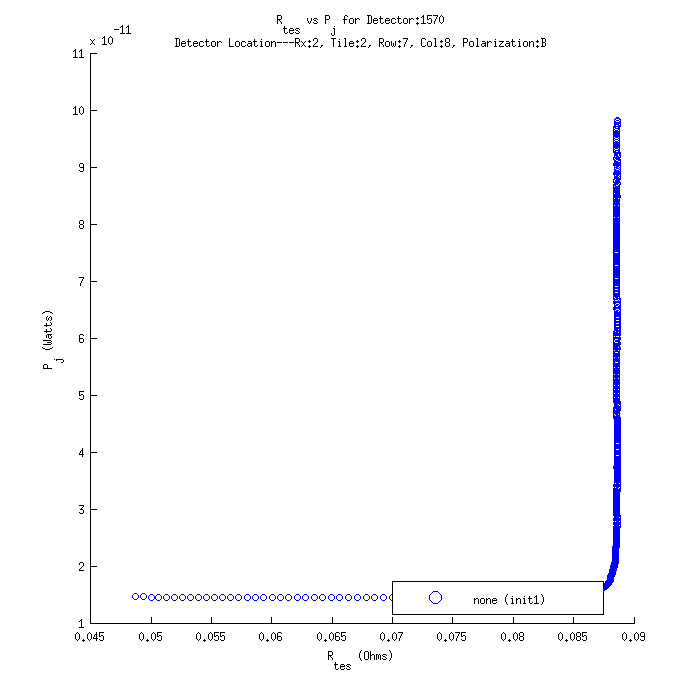 R_tes vs P_j for Detector:1570
Detector Location---Rx:2, Tile:2, Row:7, Col:8, Polarization:B
x 10^-11
11
10
9
8
7
6
5
4
3
2
1
P_j (Watts)
none (init1)
0.045 0.05 0.055 0.06 0.065 0.07 0.075 0.08 0.085 0.09
R_tes (Ohms)